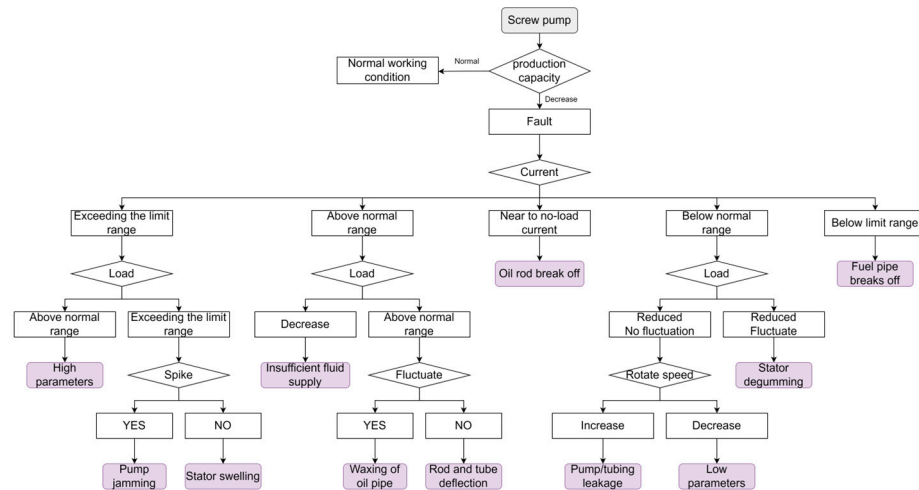 Screw pump
Normal working
condition
Normal
production
capacity
Decrease
Fault
Current
Exceeding the limit
range
Above normal
range
Near to no-load
current
Below normal
range
Below limit range
Load
Load
Oil rod break off
Load
Fuel pipe
breaks off
Above normal
range
Exceeding the limit
range
Decrease
Above normal
range
Reduced
No fluctuation
Reduced
Fluctuate
High
parameters
Spike
Insufficient fluid
supply
Fluctuate
Rotate speed
Stator
degumming
YES
NO
YES
NO
Increase
Decrease
Pump
jamming
Stator swelling
Waxing of
oil pipe
Rod and tube
deflection
Pump/tubing
leakage
Low
parameters